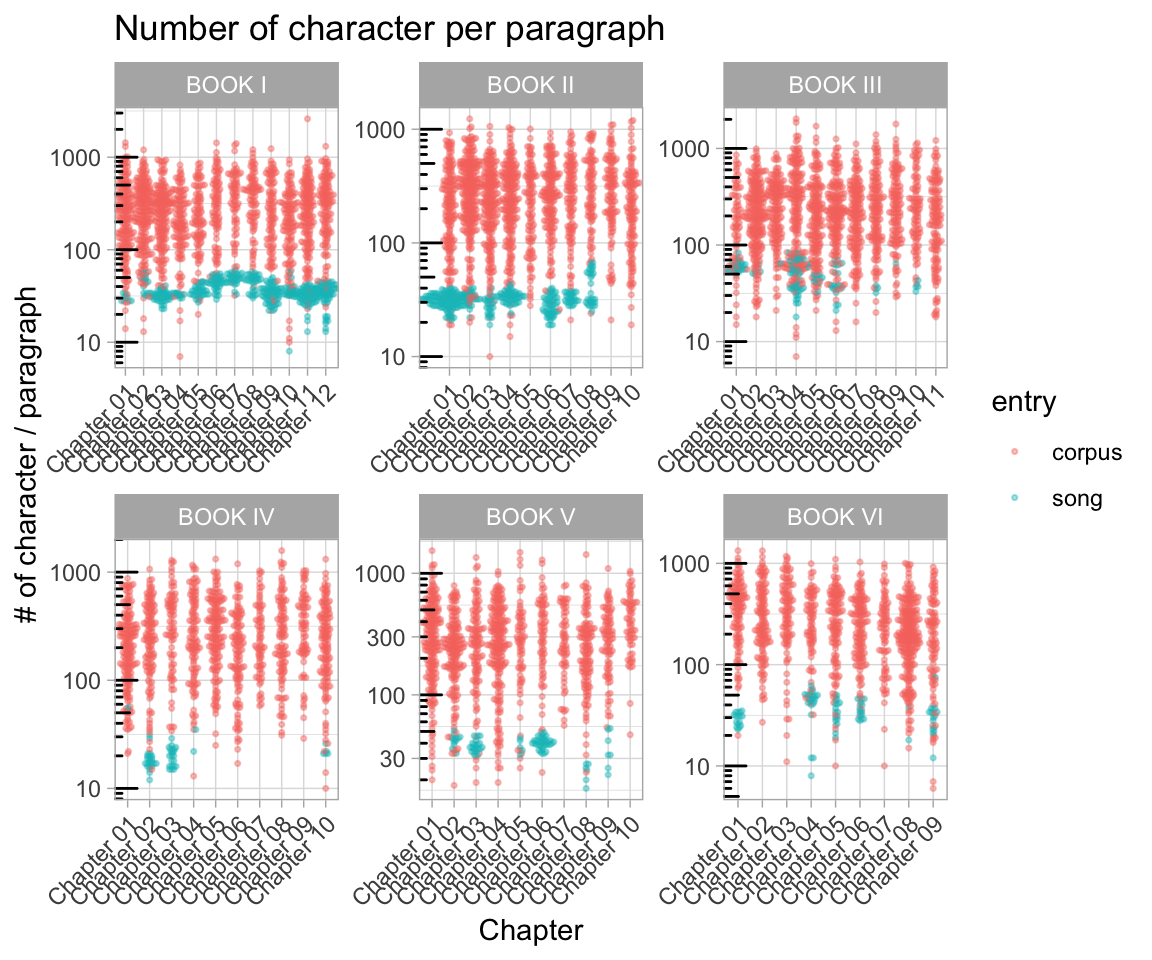 Number of character per paragraph
BOOK I
BOOK II
BOOK III
1000
100
10
1000
100
10
1000
100
10
Chapter 01
Chapter 02
Chapter 03
Chapter 04
Chapter 05
Chapter 06
Chapter 07
Chapter 08
Chapter 09
Chapter 10
Chapter 11
Chapter 12
Chapter 01
Chapter 02
Chapter 03
Chapter 04
Chapter 05
Chapter 06
Chapter 07
Chapter 08
Chapter 09
Chapter 10
Chapter 01
Chapter 02
Chapter 03
Chapter 04
Chapter 05
Chapter 06
Chapter 07
Chapter 08
Chapter 09
Chapter 10
Chapter 11
# of character / paragraph
entry
corpus
song
BOOK IV
BOOK V
BOOK VI
1000
100
10
1000
300
100
30
1000
100
10
Chapter 01
Chapter 02
Chapter 03
Chapter 04
Chapter 05
Chapter 06
Chapter 07
Chapter 08
Chapter 09
Chapter 10
Chapter 01
Chapter 02
Chapter 03
Chapter 04
Chapter 05
Chapter 06
Chapter 07
Chapter 08
Chapter 09
Chapter 10
Chapter 01
Chapter 02
Chapter 03
Chapter 04
Chapter 05
Chapter 06
Chapter 07
Chapter 08
Chapter 09
Chapter